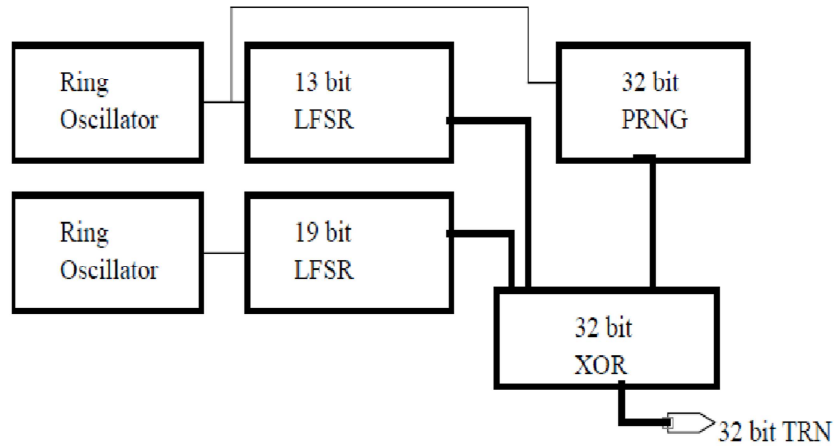 Ring
Oscillator
13 bit
LFSR
32 bit
PRNG
Ring
Oscillator
19 bit
LFSR
32 bit
XOR
32 bit TRN